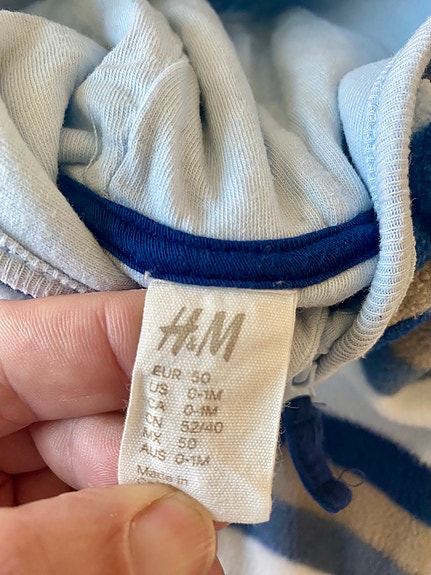 H&M
EUR 50
US 0-1M
CA 0-1M
CN 52/40
MX 50
AUS 0-1M
Made in